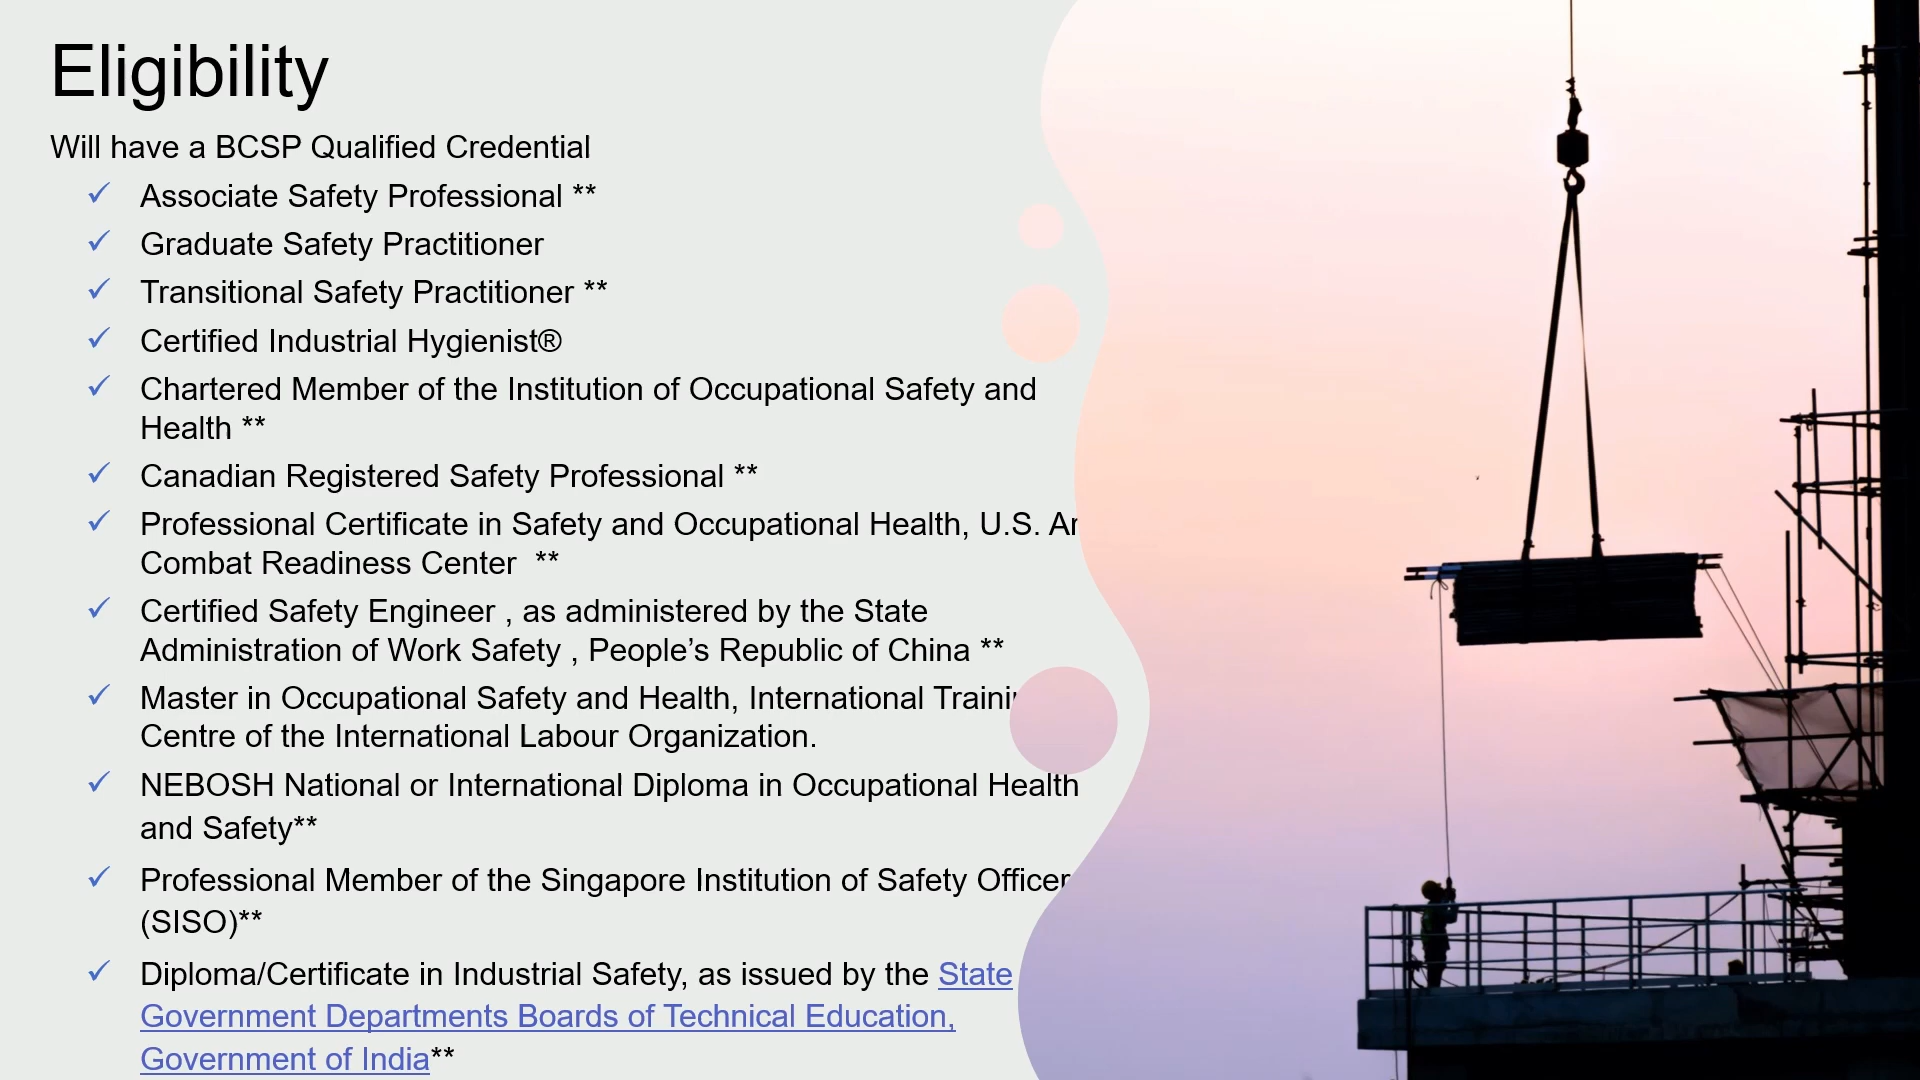 Eligibility
Will have a BCSP Qualified Credential
✓ Associate Safety Professional **
✓ Graduate Safety Practitioner
✓ Transitional Safety Practitioner **
✓ Certified Industrial Hygienist®
✓ Chartered Member of the Institution of Occupational Safety and
Health **
✓ Canadian Registered Safety Professional **
✓ Professional Certificate in Safety and Occupational Health, U.S.
Combat Readiness Center  **
✓ Certified Safety Engineer , as administered by the State
Administration of Work Safety , People’s Republic of China **
✓ Master in Occupational Safety and Health, International
Centre of the International Labour Organization.
✓ NEBOSH National or International Diploma in Occupational Health
and Safety**
✓ Professional Member of the Singapore Institution of Safety Officer
(SISO)**
✓ Diploma/Certificate in Industrial Safety, as issued by the State
Government Departments Boards of Technical Education,
Government of India**